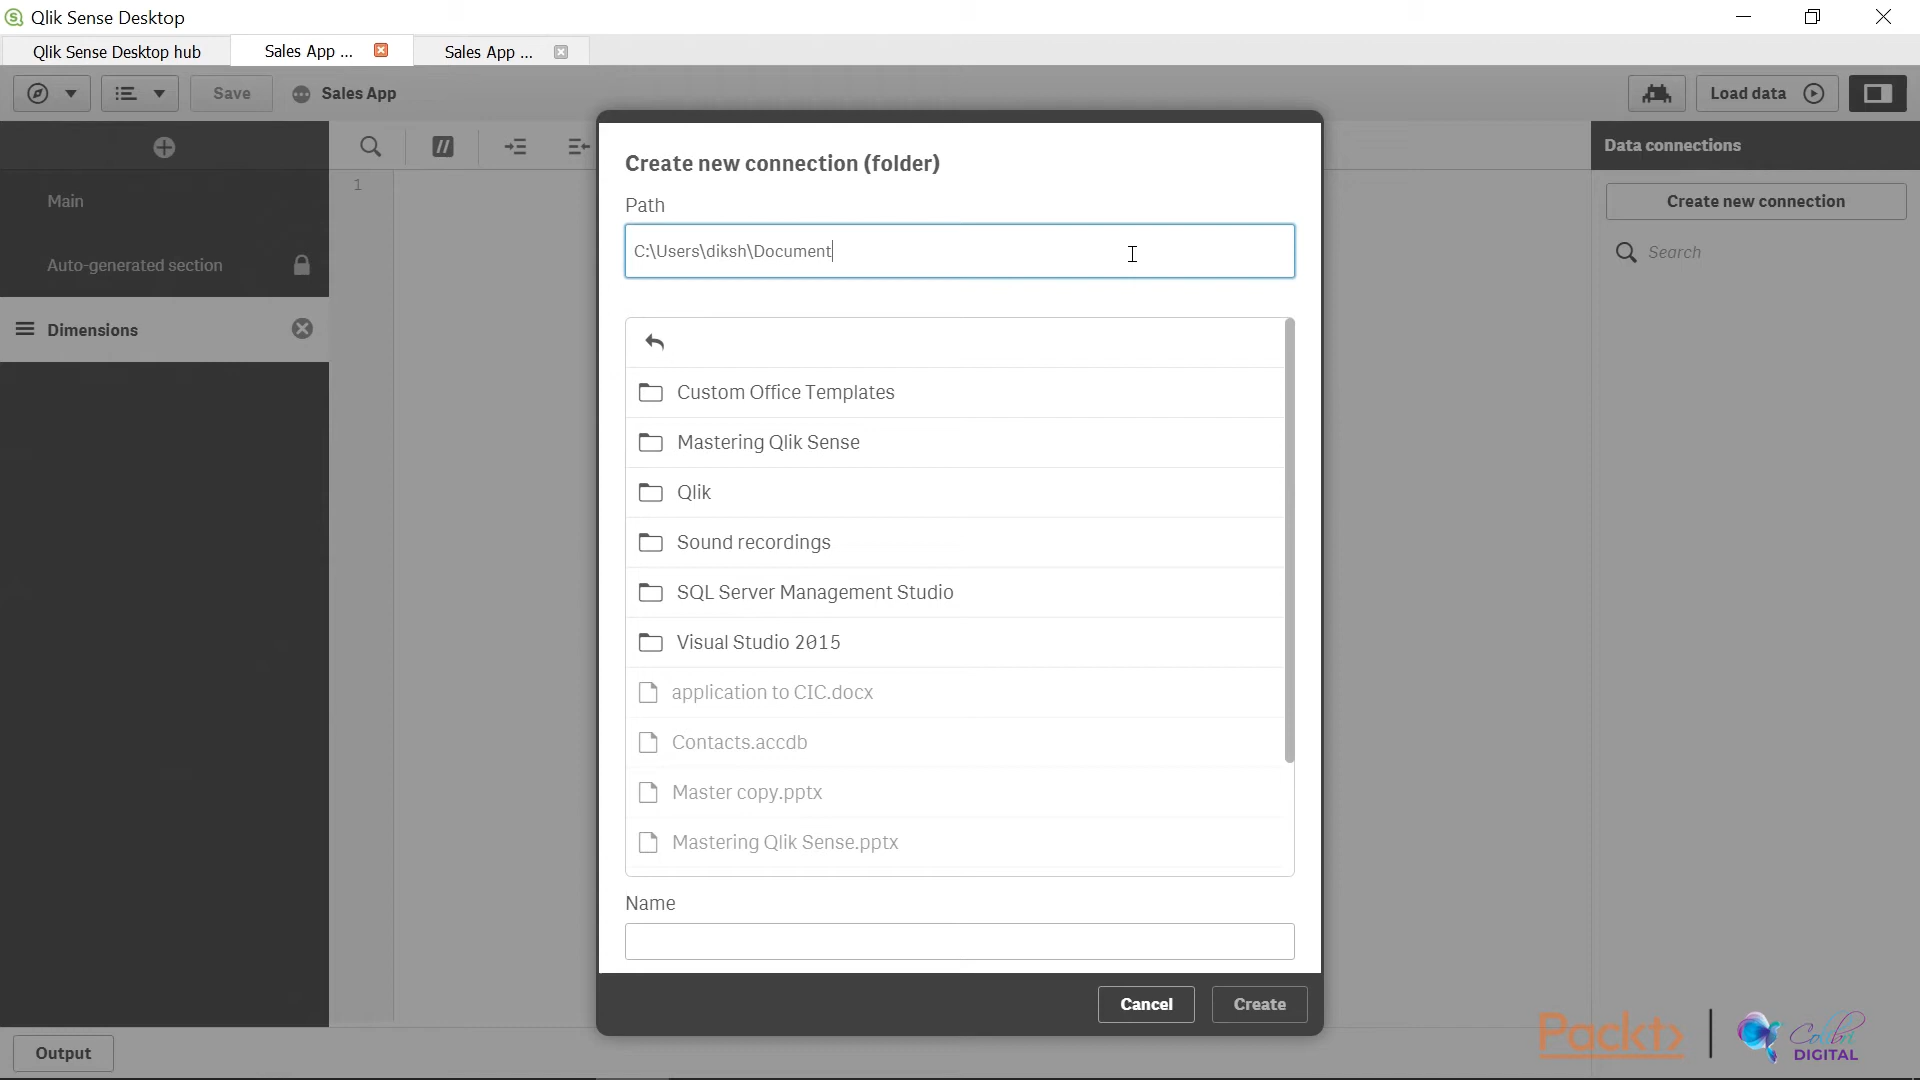 Qlik Sense Desktop
Qlik Sense Desktop hub
Sales App ...
Sales App ...
Save
Sales App
Load data
Main
Auto-generated section
Dimensions
1
Create new connection (folder)
Path
C:\Users\diksh\Document
Custom Office Templates
Mastering Qlik Sense
Qlik
Sound recordings
SQL Server Management Studio
Visual Studio 2015
application to CIC.docx
Contacts.accdb
Master copy.pptx
Mastering Qlik Sense.pptx
Name
Cancel
Create
Data connections
Create new connection
Search
Output
Packt>
Colibri
DIGITAL